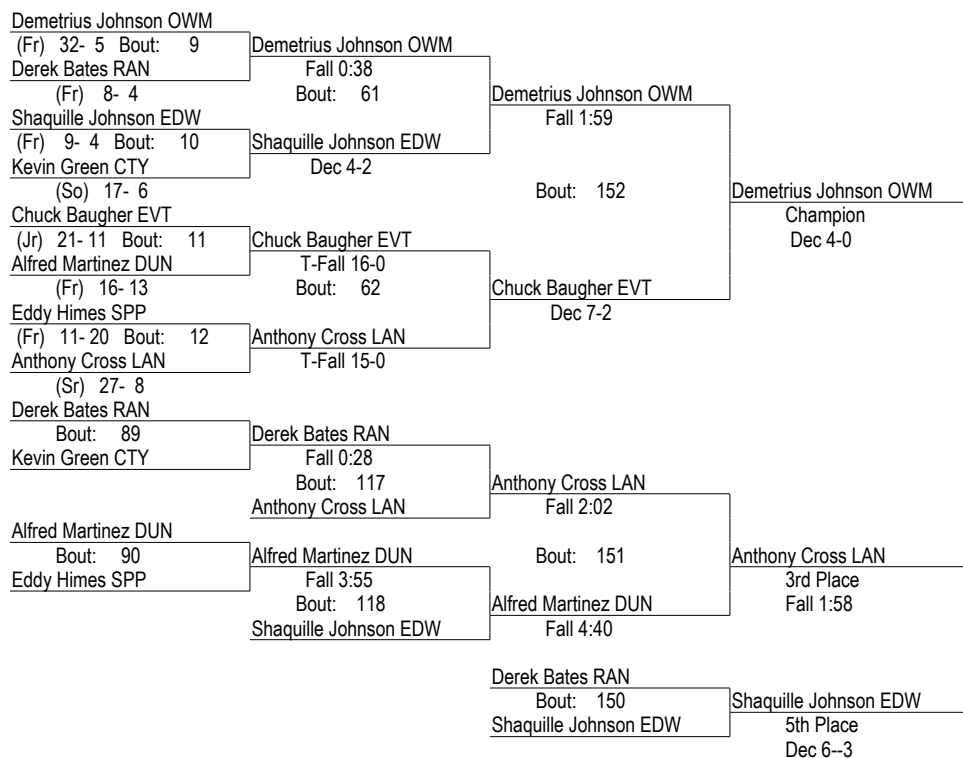 Demetrius Johnson OWM
(Fr) 32- 5 Bout: 9 Demetrius Johnson OWM
Derek Bates RAN Fall 0:38
(Fr) 8- 4 Bout: 61 Demetrius Johnson OWM
Shaquille Johnson EDW Fall 1:59
(Fr) 9- 4 Bout: 10 Shaquille Johnson EDW
Kevin Green CTY Dec 4-2
(So) 17- 6 Bout: 152 Demetrius Johnson OWM
Chuck Baugher EVT Champion
(Jr) 21- 11 Bout: 11 Chuck Baugher EVT Dec 4-0
Alfred Martinez DUN T-Fall 16-0
(Fr) 16- 13 Bout: 62 Chuck Baugher EVT
Eddy Himes SPP Dec 7-2
(Fr) 11- 20 Bout: 12 Anthony Cross LAN
Anthony Cross LAN T-Fall 15-0
(Sr) 27- 8
Derek Bates RAN
Bout: 89 Derek Bates RAN
Kevin Green CTY Fall 0:28
Bout: 117 Anthony Cross LAN
Anthony Cross LAN Fall 2:02
Alfred Martinez DUN
Bout: 90 Alfred Martinez DUN Bout: 151 Anthony Cross LAN
Eddy Himes SPP Fall 3:55 3rd Place
Bout: 118 Alfred Martinez DUN Fall 1:58
Shaquille Johnson EDW Fall 4:40
Derek Bates RAN
Bout: 150 Shaquille Johnson EDW
Shaquille Johnson EDW 5th Place
Dec 6--3